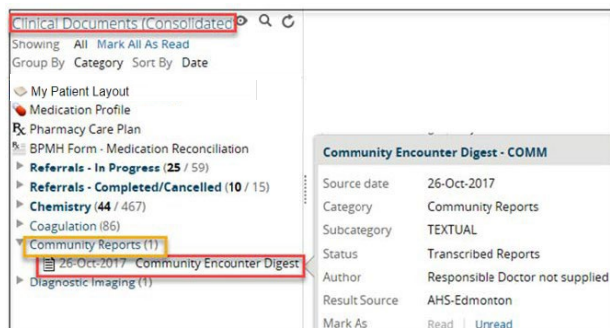 Clinical Documents (Consolidated
Showing All Mark All As Read
Group By Category Sort By Date
My Patient Layout
Medication Profile
Rx Pharmacy Care Plan
BPMH Form - Medication Reconciliation
Referrals - In Progress (25 / 59)
Referrals - Completed/Cancelled (10 / 15)
Chemistry (44 / 467)
Coagulation (86)
Community Reports (1)
26-Oct-2017 Community Encounter Digest
Diagnostic Imaging (1)
Community Encounter Digest - COMM
Source date 26-Oct-2017
Category Community Reports
Subcategory TEXTUAL
Status Transcribed Reports
Author Responsible Doctor not supplied
Result Source AHS-Edmonton
Mark As Read | Unread